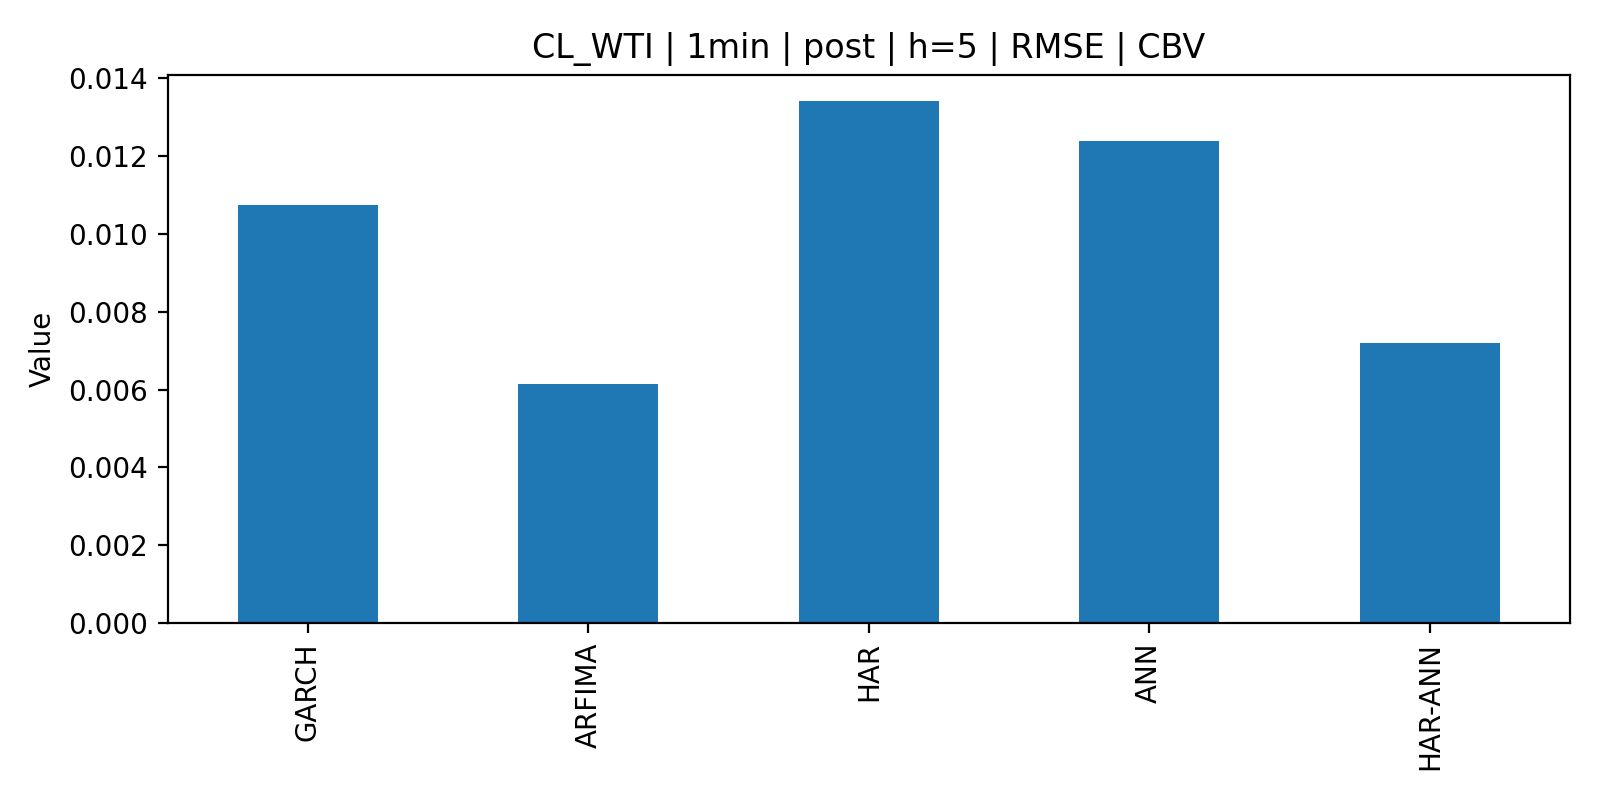 CL_WTI | 1min | post | h=5 | RMSE | CBV
Value
0.014
0.012
0.010
0.008
0.006
0.004
0.002
0.000
GARCH
ARFIMA
HAR
ANN
HAR-ANN